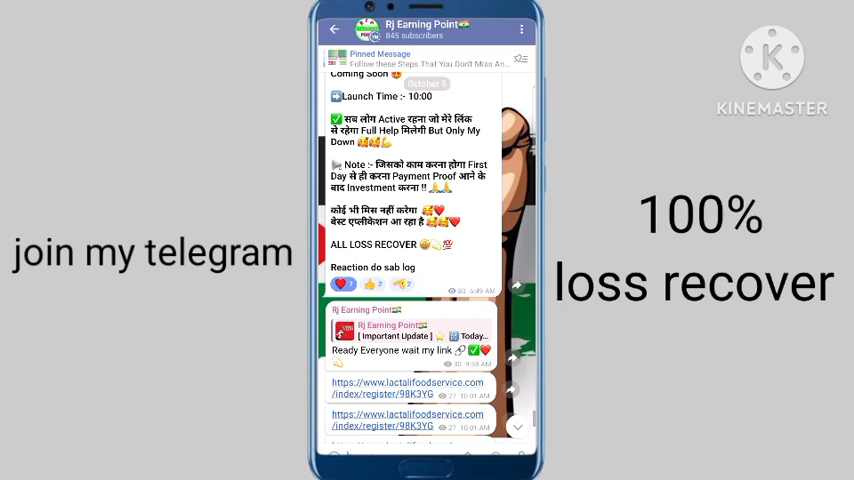 Rj Earning Point🇮🇳
845 subscribers
Pinned Message
Follow these Steps That You Don't Miss An...
Coming Soon 😍
October 5
➡️Launch Time :- 10:00
✅ सब लोग Active रहना जो मेरे लिंक
से रहेगा Full Help मिलेगी But Only My
Down 🥰🥰💪
📢 Note :- जिसको काम करना होगा First
Day से ही करना Payment Proof आने के
बाद Investment करना !! 🙏🙏
कोई भी मिस नहीं करेगा 🥰❤️
बेस्ट एप्लीकेशन आ रहा है 🥰🥰❤️
ALL LOSS RECOVER 🤩💫💯
Reaction do sab log
❤️ 7 👍 2 2
60 6:49 AM
Rj Earning Point🇮🇳
Rj Earning Point🇮🇳
[ Important Update ] ⭐ Today...
Ready Everyone wait my link 🔗 ✅❤️
💫 30 9:58 AM
https://www.lactalifoodservice.com
/index/register/98K3YG 27 10:01 AM
https://www.lactalifoodservice.com
/index/register/98K3YG 27 10:01 AM
join my telegram
100%
loss recover
KINEMASTER